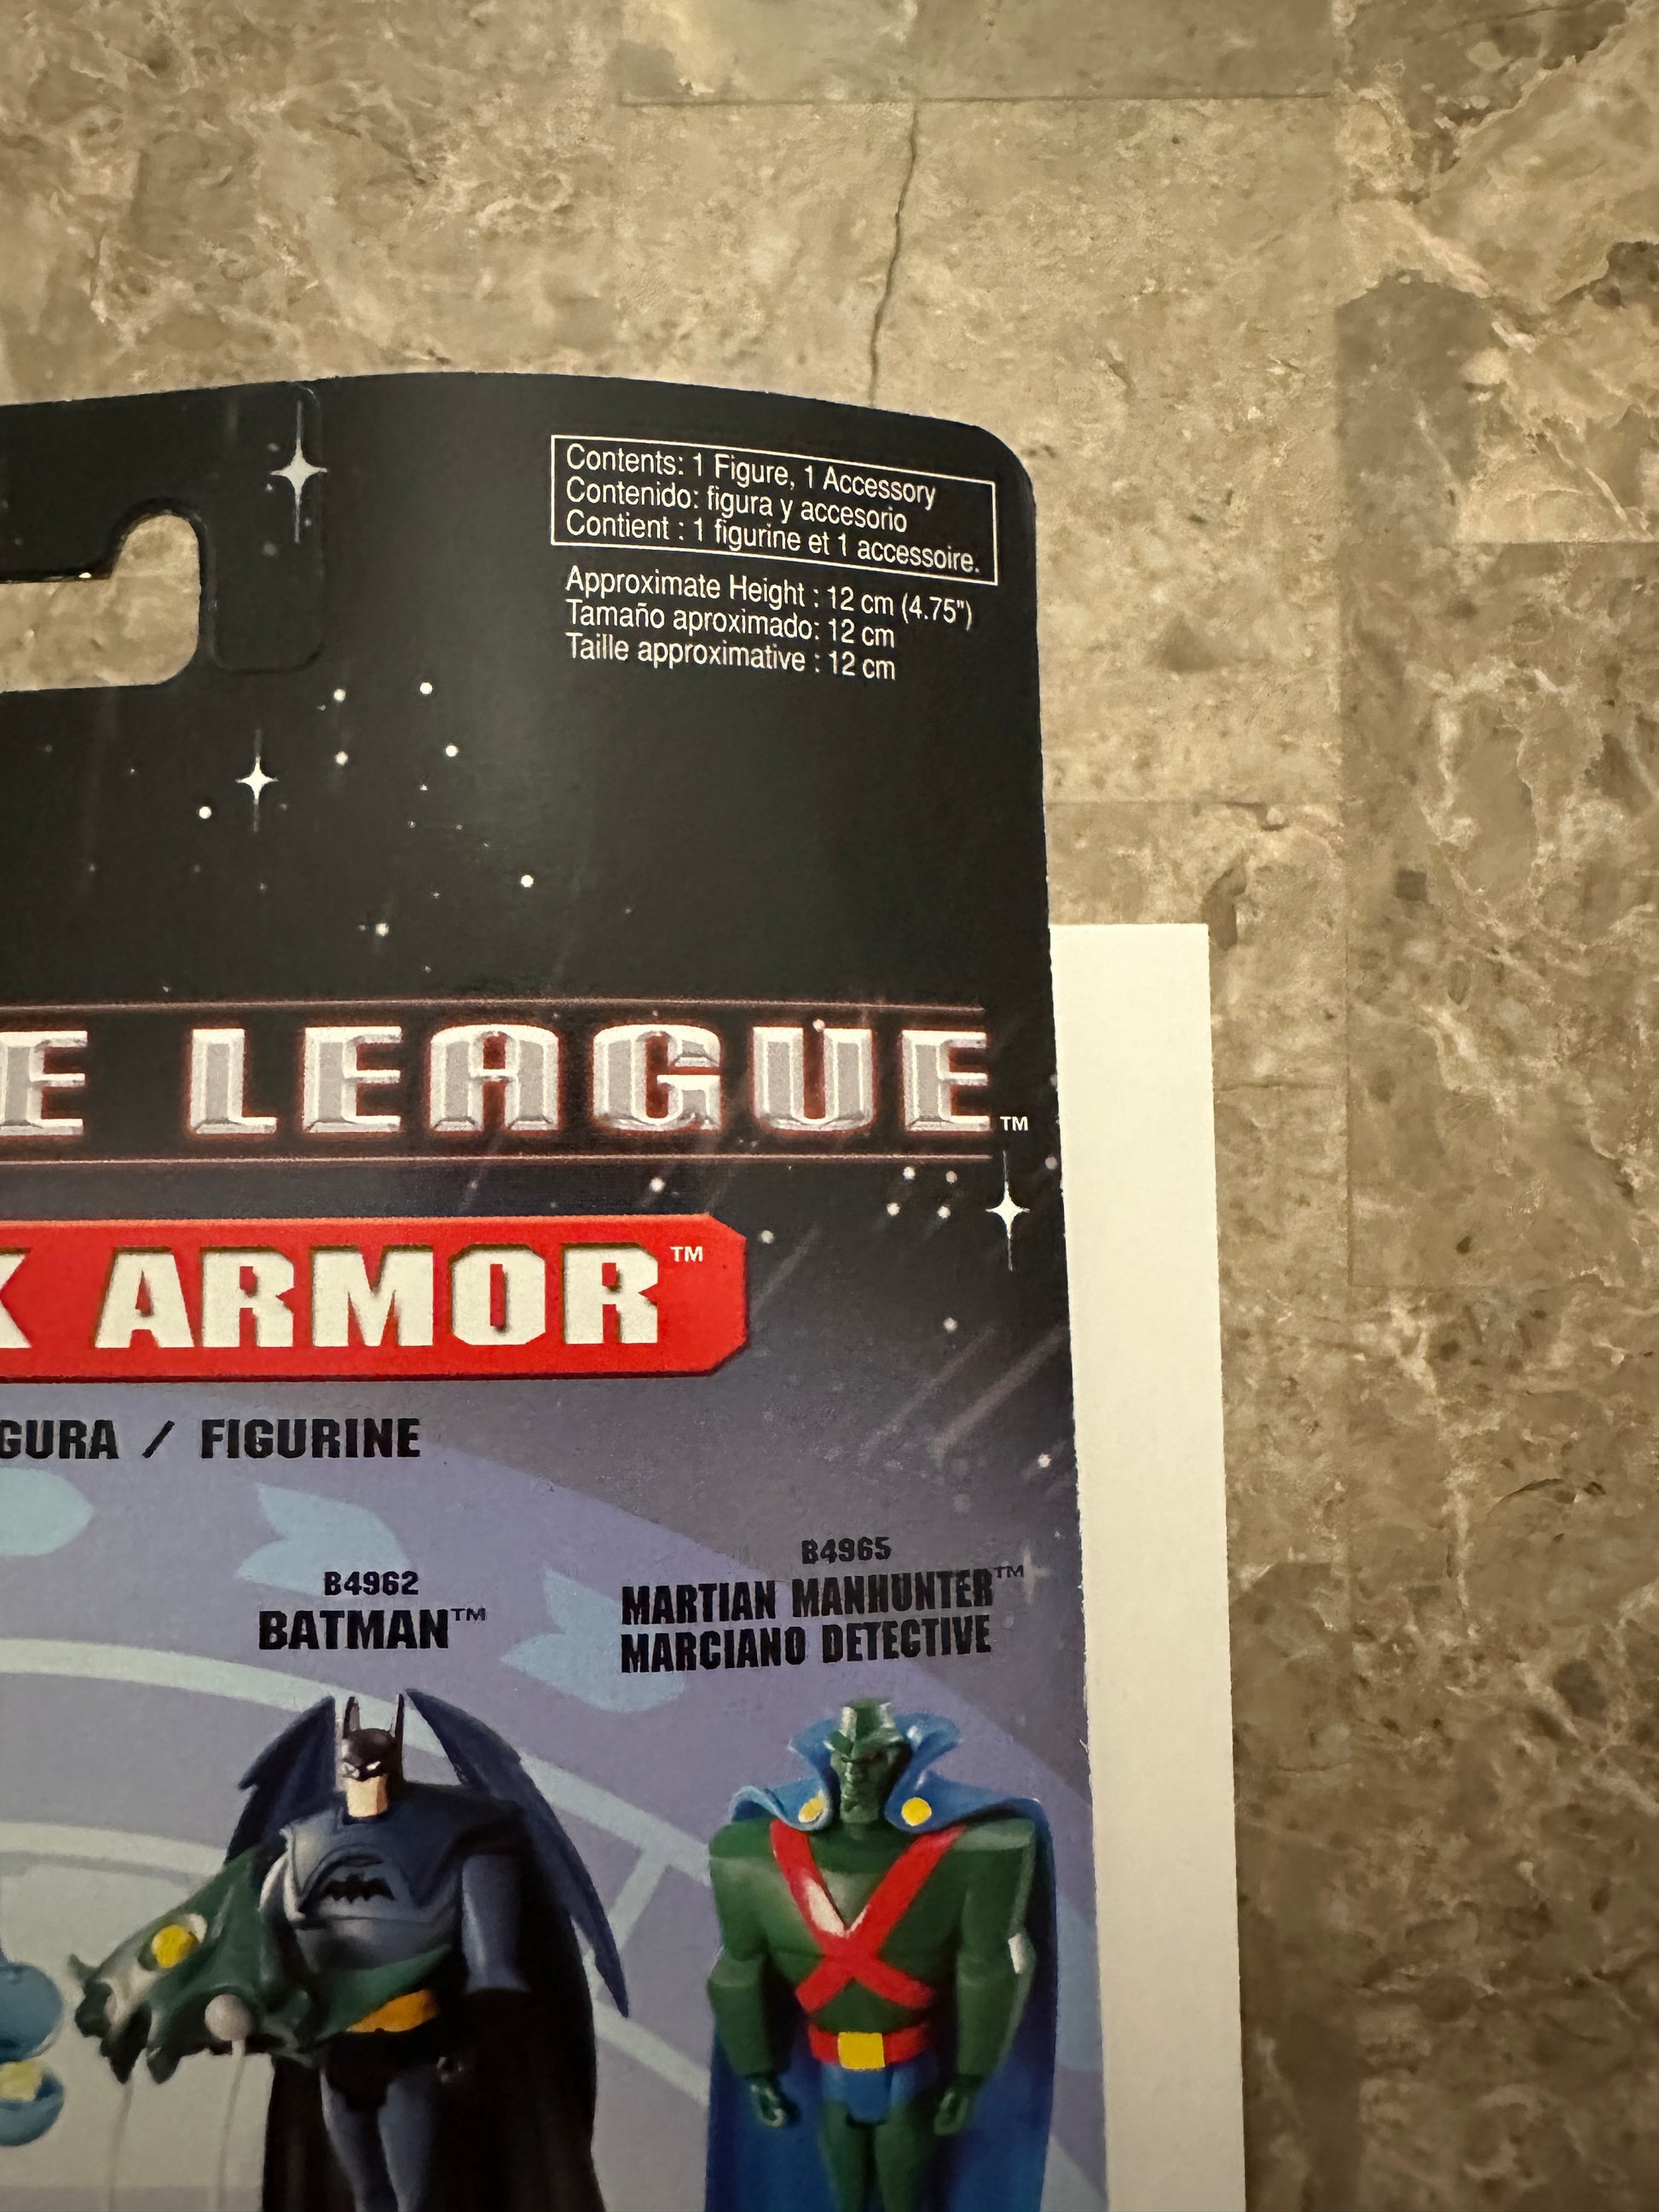 Contents: 1 Figure, 1 Accessory
Contenido: figura y accesorio
Contient : 1 figurine et 1 accessoire.
Approximate Height : 12 cm (4.75")
Tamaño aproximado: 12 cm
Taille approximative : 12 cm
E LEAGUE™
K ARMOR™
GURA / FIGURINE
B4962
BATMAN™
B4965
MARTIAN MANHUNTER™
MARCIANO DETECTIVE